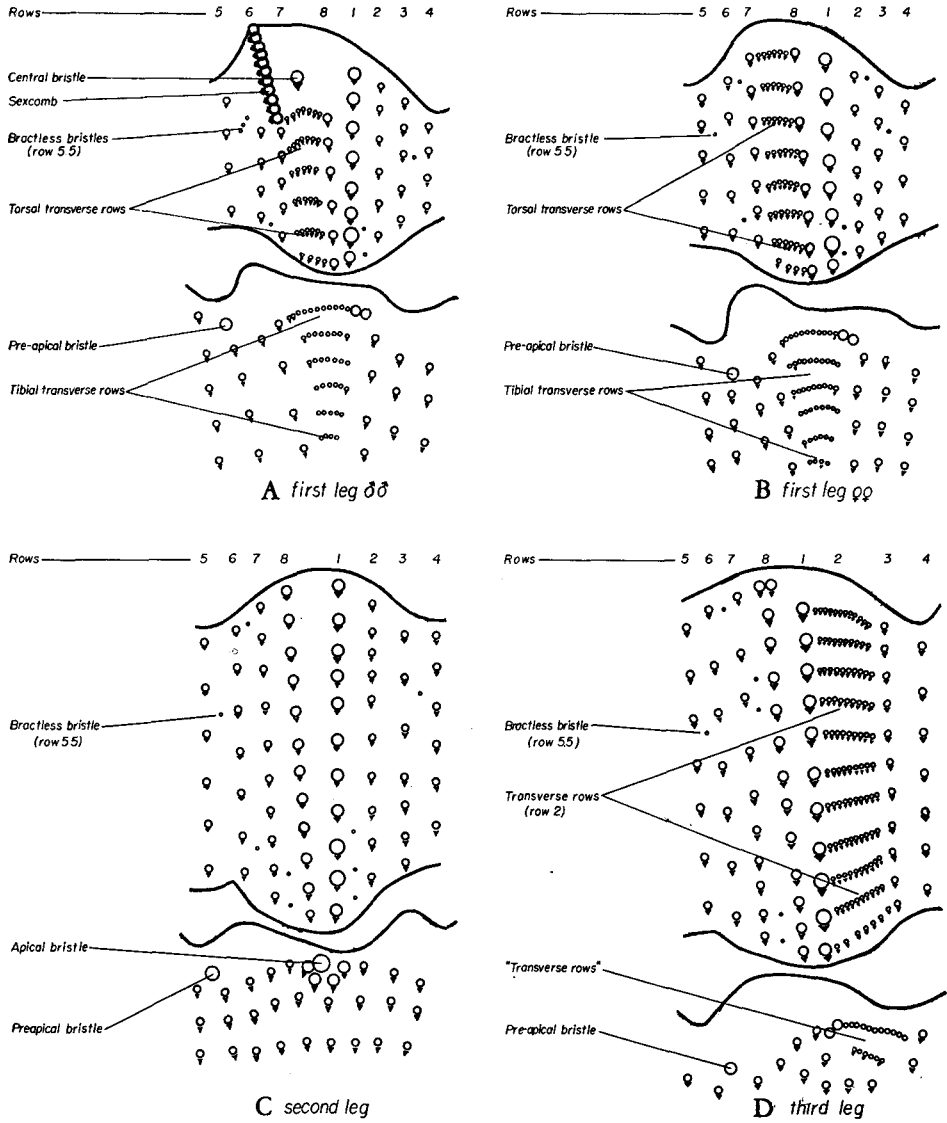 Rows 5 6 7 8 1 2 3 4
Central bristle
Sexcomb
Bractless bristles
(row 5.5)
Torsal transverse rows
Pre-apical bristle
Tibial transverse rows
A first leg ♂♂
Rows 5 6 7 8 1 2 3 4
Bractless bristle
(row 5.5)
Torsal transverse rows
Pre-apical bristle
Tibial transverse rows
B first leg ♀♀
Rows 5 6 7 8 1 2 3 4
Bractless bristle
(row 5.5)
Apical bristle
Preapical bristle
C second leg
Rows 5 6 7 8 1 2 3 4
Bractless bristle
(row 5.5)
Transverse rows
(row 2)
"Transverse rows"
Pre-apical bristle
D third leg